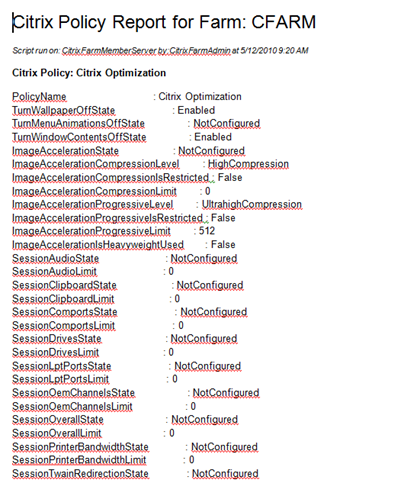 Citrix Policy Report for Farm: CFARM
Script run on: CitrixFarmMemberServer by: CitrixFarmAdmin at 5/12/2010 9:20 AM
Citrix Policy: Citrix Optimization
PolicyName : Citrix Optimization
TurnWallpaperOffState : Enabled
TurnMenuAnimationsOffState : NotConfigured
TurnWindowContentsOffState : Enabled
ImageAccelerationState : NotConfigured
ImageAccelerationCompressionLevel : HighCompression
ImageAccelerationCompressionIsRestricted : False
ImageAccelerationCompressionLimit : 0
ImageAccelerationProgressiveLevel : UltrahighCompression
ImageAccelerationProgressiveIsRestricted : False
ImageAccelerationProgressiveLimit : 512
ImageAccelerationIsHeavyweightUsed : False
SessionAudioState : NotConfigured
SessionAudioLimit : 0
SessionClipboardState : NotConfigured
SessionClipboardLimit : 0
SessionComportsState : NotConfigured
SessionComportsLimit : 0
SessionDrivesState : NotConfigured
SessionDrivesLimit : 0
SessionLptPortsState : NotConfigured
SessionLptPortsLimit : 0
SessionOemChannelsState : NotConfigured
SessionOemChannelsLimit : 0
SessionOverallState : NotConfigured
SessionOverallLimit : 0
SessionPrinterBandwidthState : NotConfigured
SessionPrinterBandwidthLimit : 0
SessionTwainRedirectionState : NotConfigured